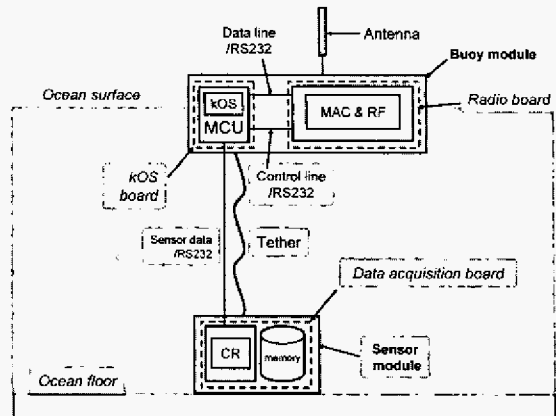 Data line
/RS232
Antenna
Buoy module
Ocean surface
kOS
MCU
MAC & RF
Radio board
kOS
board
Control line
/RS232
Sensor data
/RS232
Tether
Data acquisition board
CR
memory
Sensor
module
Ocean floor